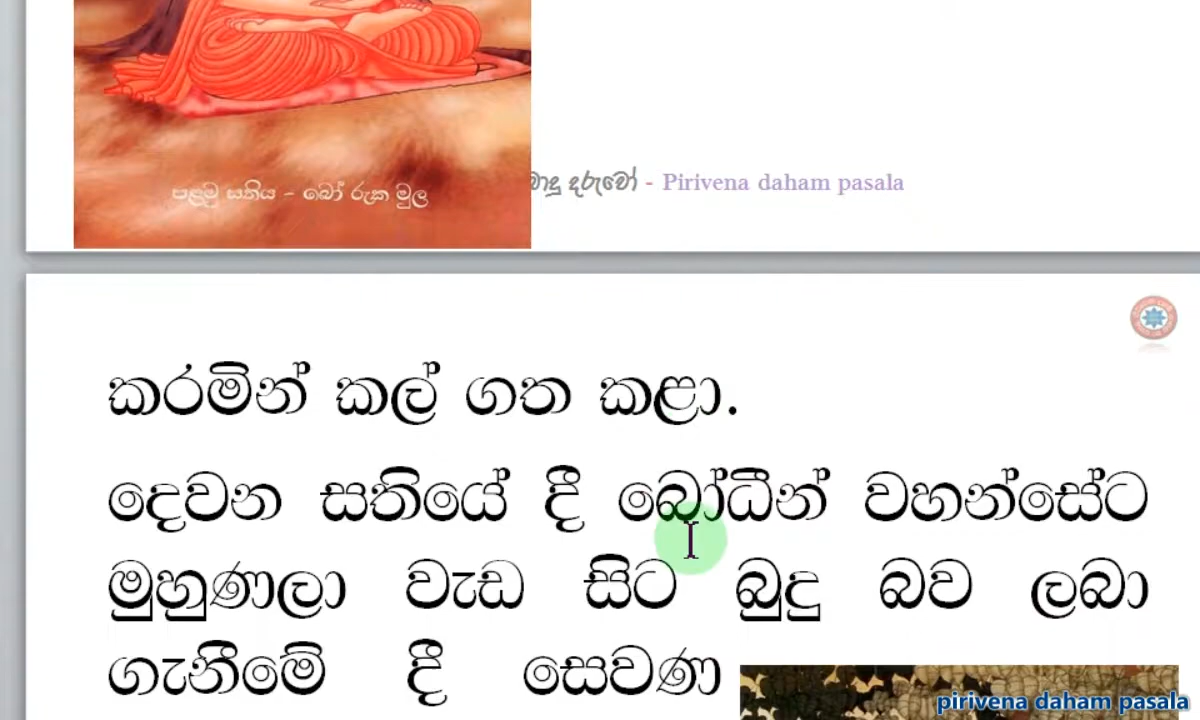 පළමු සතිය - බෝ රුක මුල
දරුවෝ - Pirivena daham pasala
කරමින් කල් ගත කළා.
දෙවන සතියේ දී බෝධීන් වහන්සේට
මුහුණලා වැඩ සිට බුදු බව ලබා
ගැනීමේ දී සෙවණ
pirivena daham pasala